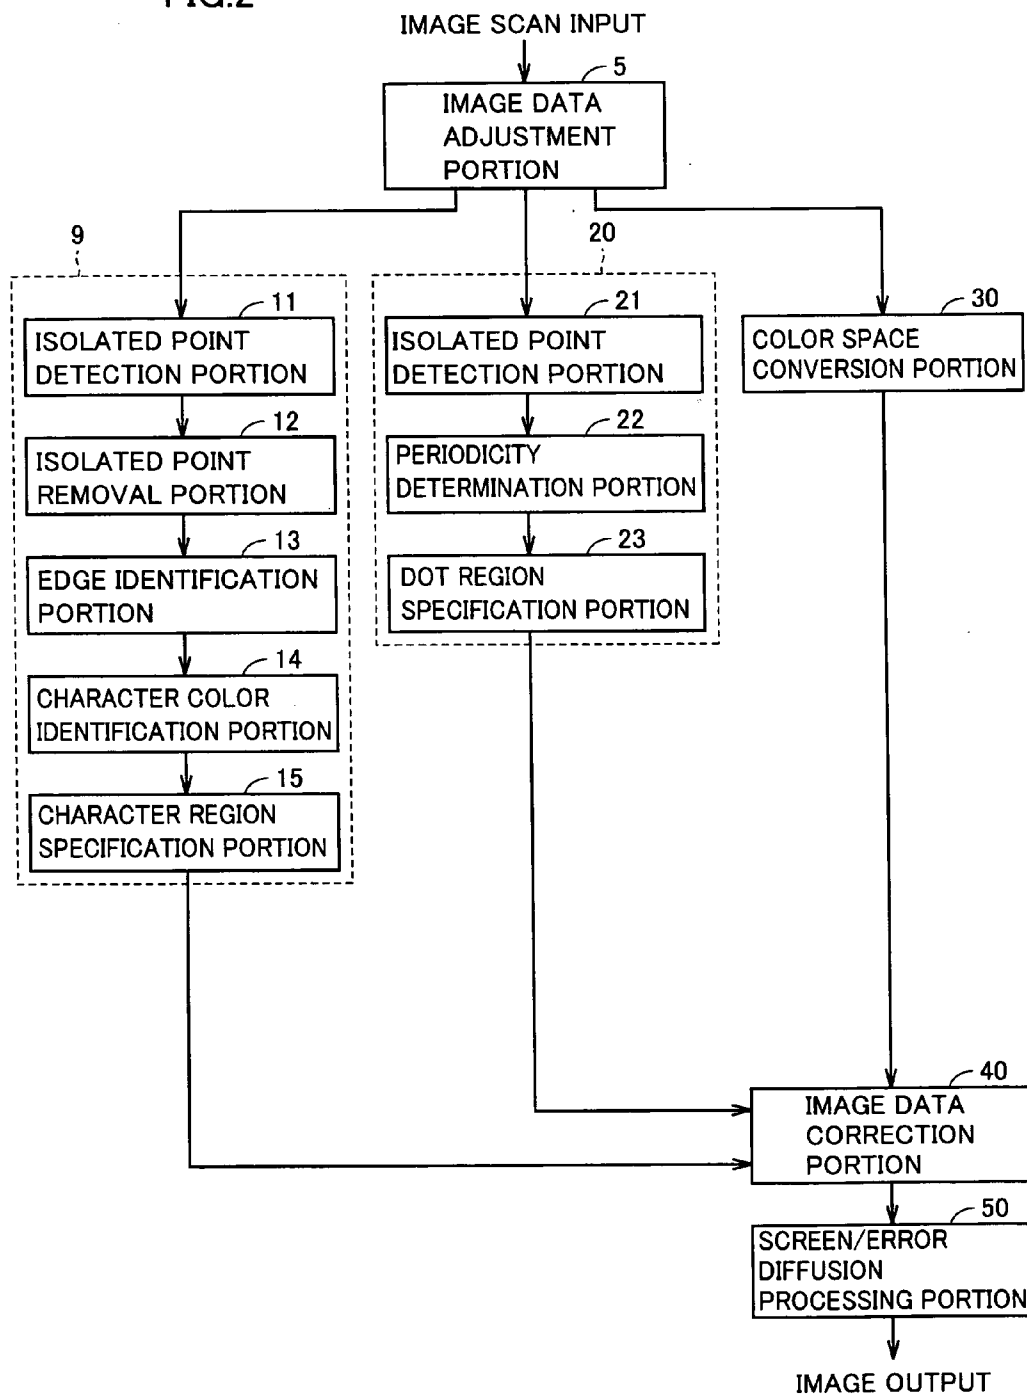 FIG.2
IMAGE SCAN INPUT
5
IMAGE DATA
ADJUSTMENT
PORTION
9
11
ISOLATED POINT
DETECTION PORTION
12
ISOLATED POINT
REMOVAL PORTION
13
EDGE IDENTIFICATION
PORTION
14
CHARACTER COLOR
IDENTIFICATION PORTION
15
CHARACTER REGION
SPECIFICATION PORTION
20
21
ISOLATED POINT
DETECTION PORTION
22
PERIODICITY
DETERMINATION PORTION
23
DOT REGION
SPECIFICATION PORTION
30
COLOR SPACE
CONVERSION PORTION
40
IMAGE DATA
CORRECTION
PORTION
50
SCREEN/ERROR
DIFFUSION
PROCESSING PORTION
IMAGE OUTPUT